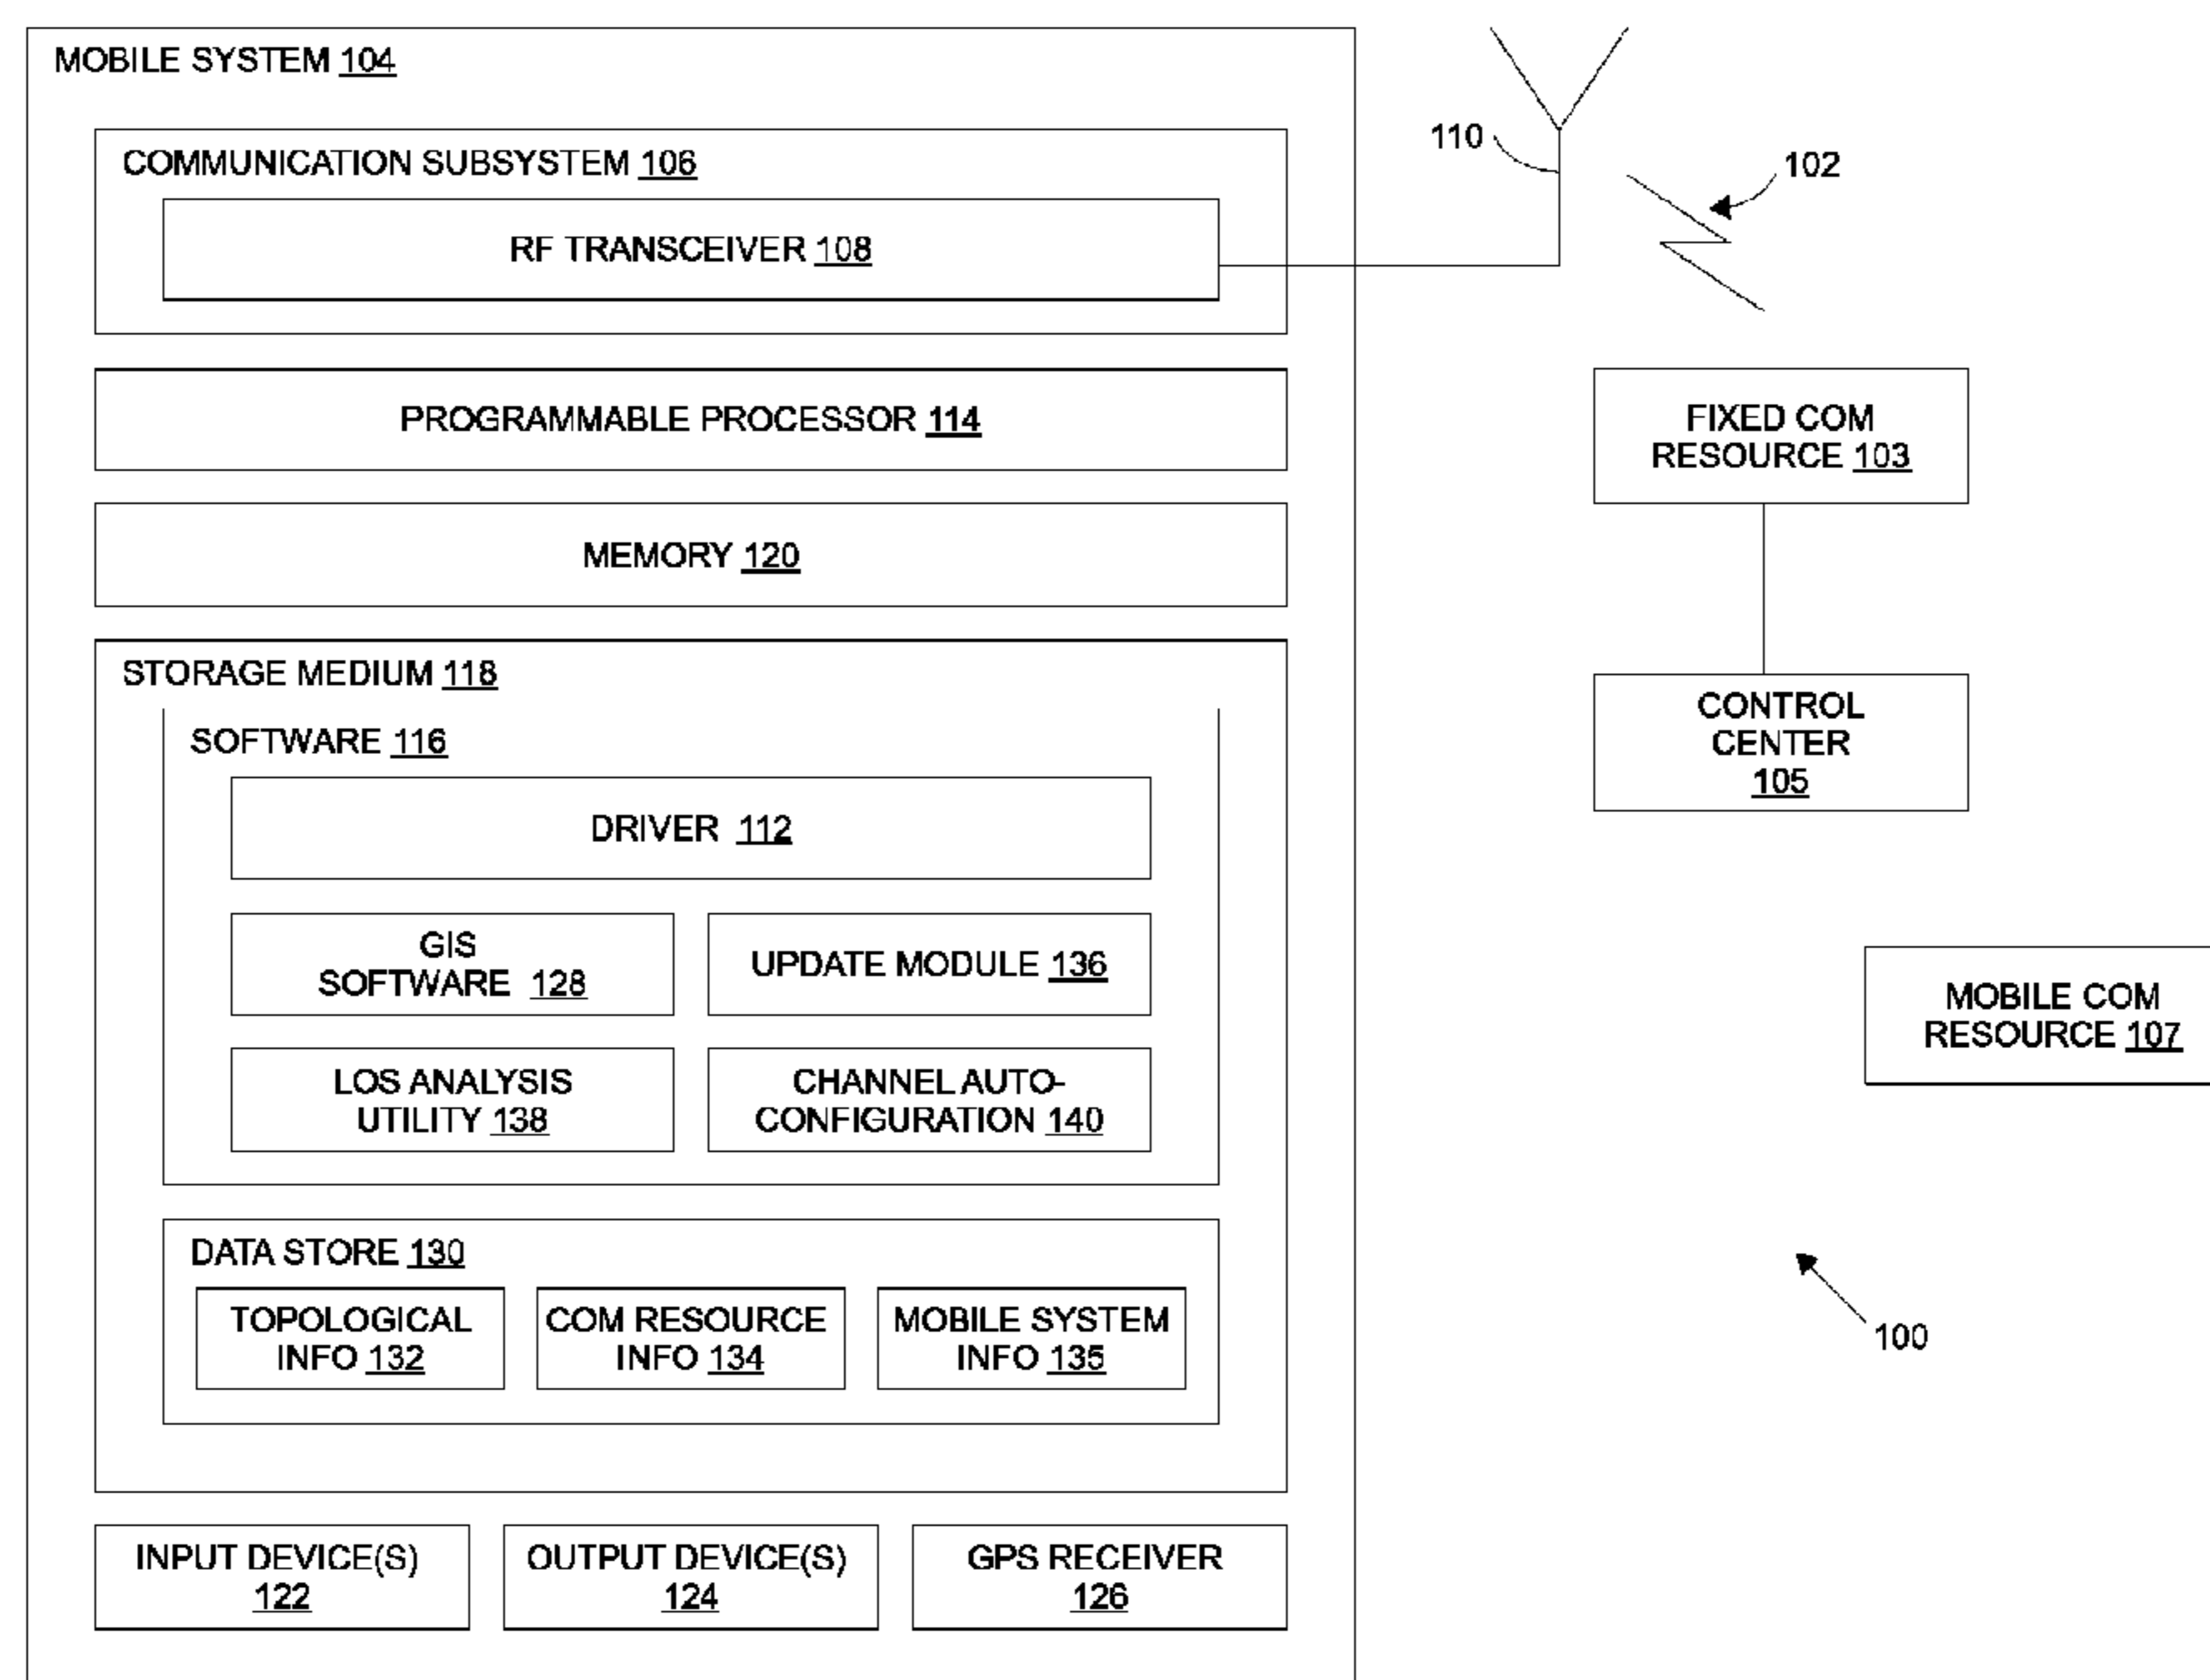 MOBILE SYSTEM 104
COMMUNICATION SUBSYSTEM 106
RF TRANSCEIVER 108
PROGRAMMABLE PROCESSOR 114
MEMORY 120
STORAGE MEDIUM 118
SOFTWARE 116
DRIVER 112
GIS
SOFTWARE 128
UPDATE MODULE 136
LOS ANALYSIS
UTILITY 138
CHANNEL AUTO-
CONFIGURATION 140
DATA STORE 130
TOPOLOGICAL
INFO 132
COM RESOURCE
INFO 134
MOBILE SYSTEM
INFO 135
INPUT DEVICE(S)
122
OUTPUT DEVICE(S)
124
GPS RECEIVER
126
110
102
FIXED COM
RESOURCE 103
CONTROL
CENTER
105
MOBILE COM
RESOURCE 107
100